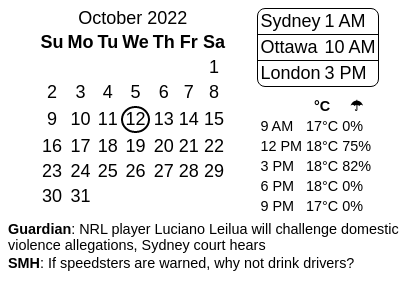 October 2022
Su Mo Tu We Th Fr Sa
1
2 3 4 5 6 7 8
9 10 11 12 13 14 15
16 17 18 19 20 21 22
23 24 25 26 27 28 29
30 31
Sydney 1 AM
Ottawa 10 AM
London 3 PM
°C ☂
9 AM 17°C 0%
12 PM 18°C 75%
3 PM 18°C 82%
6 PM 18°C 0%
9 PM 17°C 0%
Guardian: NRL player Luciano Leilua will challenge domestic
violence allegations, Sydney court hears
SMH: If speedsters are warned, why not drink drivers?